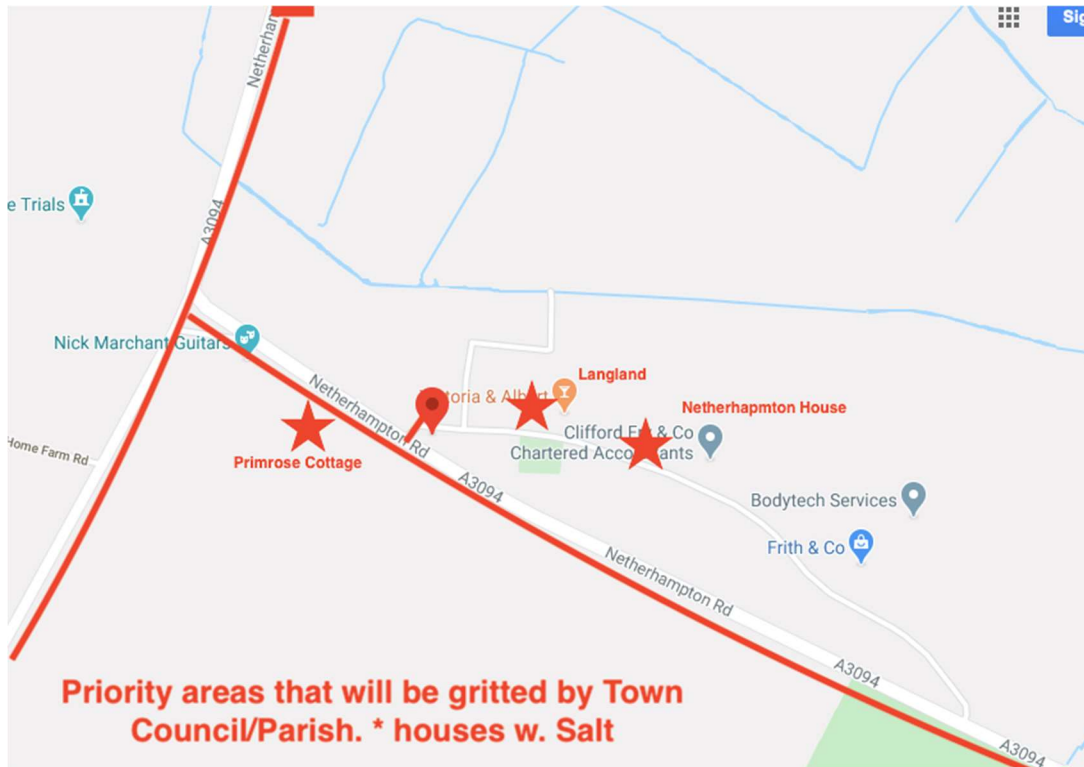 Sig
Netherham
e Trials
A3094
Nick Marchant Guitars
Netherhampton Rd
toria & Albert
Langland
Netherhapmton House
Clifford Fry & Co
Chartered Accountants
Home Farm Rd
Primrose Cottage
A3094
Bodytech Services
Frith & Co
Netherhampton Rd
A3094
A3094
Priority areas that will be gritted by Town
Council/Parish. * houses w. Salt